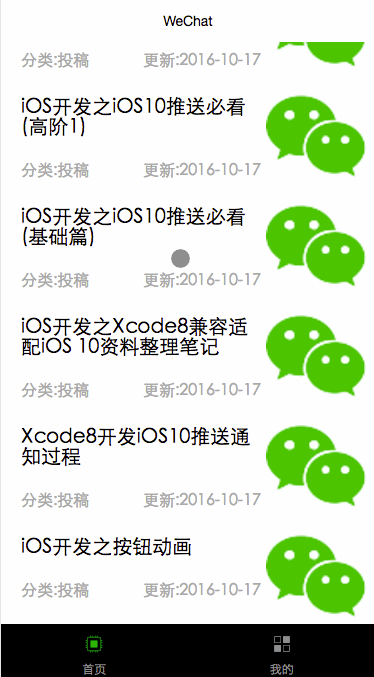 WeChat
分类:投稿 更新:2016-10-17
iOS开发之iOS10推送必看
(高阶1)
分类:投稿 更新:2016-10-17
iOS开发之iOS10推送必看
(基础篇)
分类:投稿 更新:2016-10-17
iOS开发之Xcode8兼容适
配iOS 10资料整理笔记
分类:投稿 更新:2016-10-17
Xcode8开发iOS10推送通
知过程
分类:投稿 更新:2016-10-17
iOS开发之按钮动画
分类:投稿 更新:2016-10-17
首页 我的